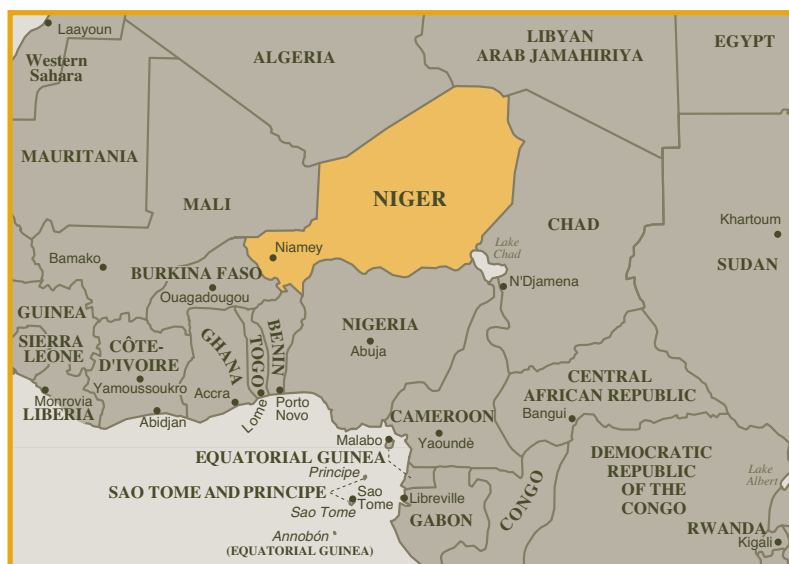 Laayoun
Western
Sahara
ALGERIA
LIBYAN
ARAB JAMAHIRIYA
EGYPT
MAURITANIA
MALI
NIGER
CHAD
Niamey
Lake
Chad
Khartoum
SUDAN
Bamako
BURKINA FASO
Ouagadougou
N'Djamena
GUINEA
SIERRA
LEONE
CÔTE-
D'IVOIRE
Yamoussoukro
GHANA
TOGO
BENIN
NIGERIA
Abuja
Monrovia
LIBERIA
Abidjan
Accra
Lome
Porto
Novo
CENTRAL
AFRICAN REPUBLIC
Bangui
CAMEROON
Yaoundè
Malabo
EQUATORIAL GUINEA
Principe
SAO TOME AND PRINCIPE
Sao
Tome
Sao Tome
Libreville
GABON
CONGO
DEMOCRATIC
REPUBLIC
OF THE
CONGO
Lake
Albert
RWANDA
Kigali
Annobón
(EQUATORIAL GUINEA)